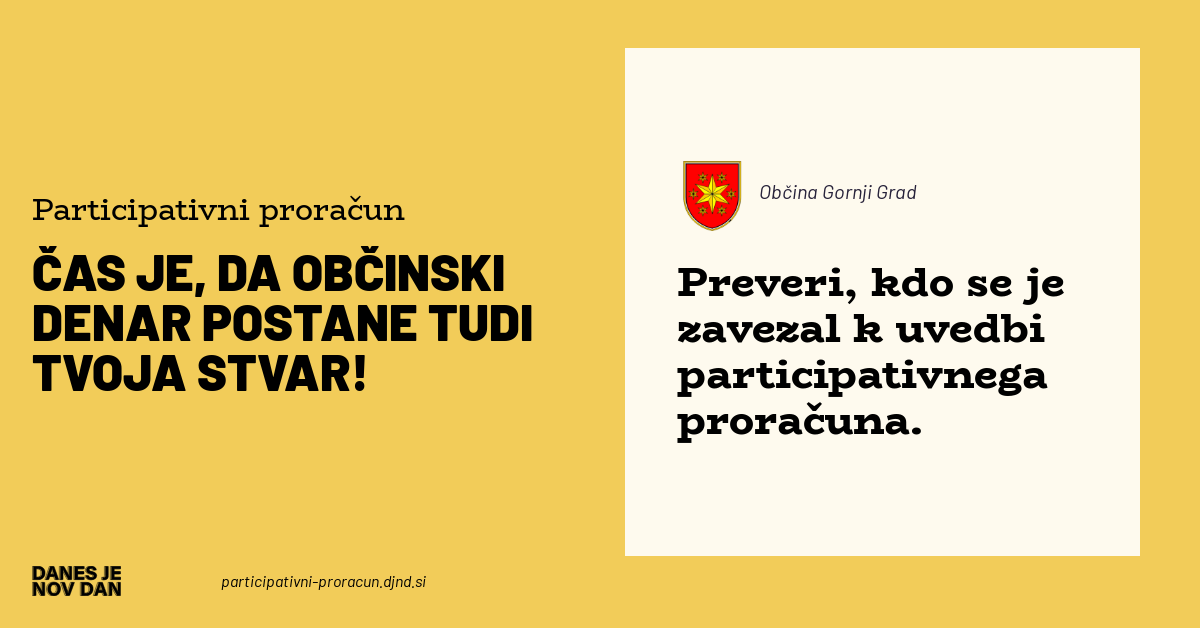 Participativni proračun
ČAS JE, DA OBČINSKI
DENAR POSTANE TUDI
TVOJA STVAR!
DANES JE
NOV DAN
participativni-proracun.djnd.si
Občina Gornji Grad
Preveri, kdo se je
zavezal k uvedbi
participativnega
proračuna.